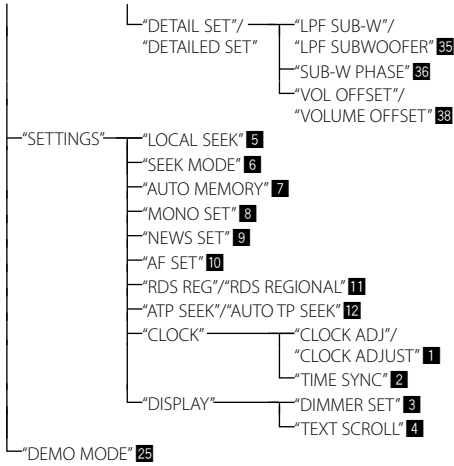 “DETAIL SET”/ “LPF SUB-W”/
“DETAILED SET” “LPF SUBWOOFER” 35
“SUB-W PHASE” 36
“VOL OFFSET”/
“VOLUME OFFSET” 38
“SETTINGS” “LOCAL SEEK” 5
“SEEK MODE” 6
“AUTO MEMORY” 7
“MONO SET” 8
“NEWS SET” 9
“AF SET” 10
“RDS REG”/“RDS REGIONAL” 11
“ATP SEEK”/“AUTO TP SEEK” 12
“CLOCK” “CLOCK ADJ”/
“CLOCK ADJUST” 1
“TIME SYNC” 2
“DISPLAY” “DIMMER SET” 3
“TEXT SCROLL” 4
“DEMO MODE” 25